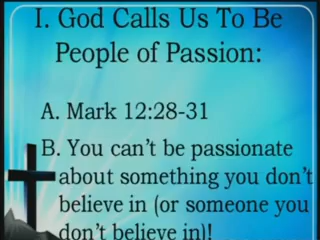 I. God Calls Us To Be
People of Passion:
A. Mark 12:28-31
B. You can't be passionate
about something you don't
believe in (or someone you
don't believe in)!